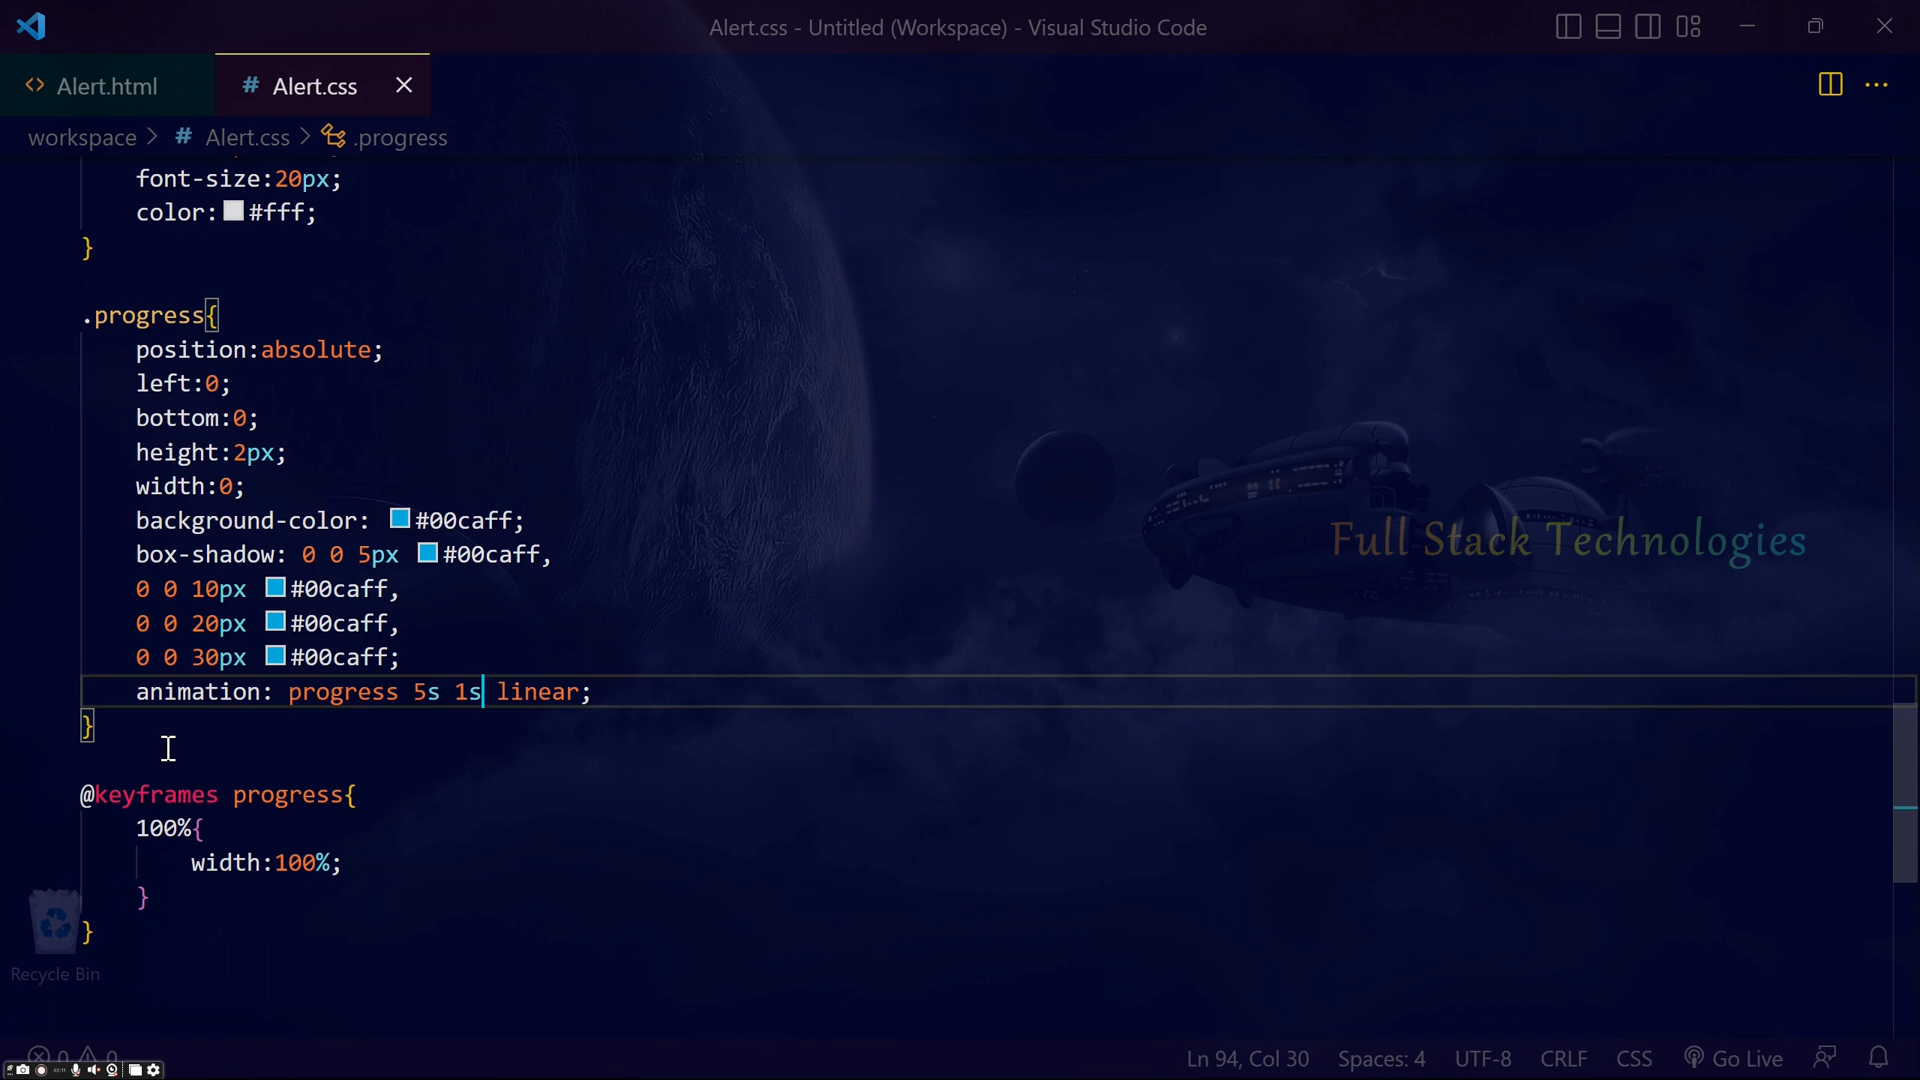 Alert.css - Untitled (Workspace) - Visual Studio Code
Alert.html
# Alert.css
workspace > # Alert.css > .progress
font-size:20px;
color: #fff;
}
.progress{
position:absolute;
left:0;
bottom:0;
height:2px;
width:0;
background-color: #00caff;
box-shadow: 0 0 5px #00caff,
0 0 10px #00caff,
0 0 20px #00caff,
0 0 30px #00caff;
animation: progress 5s 1s linear;
}
@keyframes progress{
100%{
width:100%;
}
}
Full Stack Technologies
Recycle Bin
0 0
Ln 94, Col 30 Spaces: 4 UTF-8 CRLF CSS Go Live